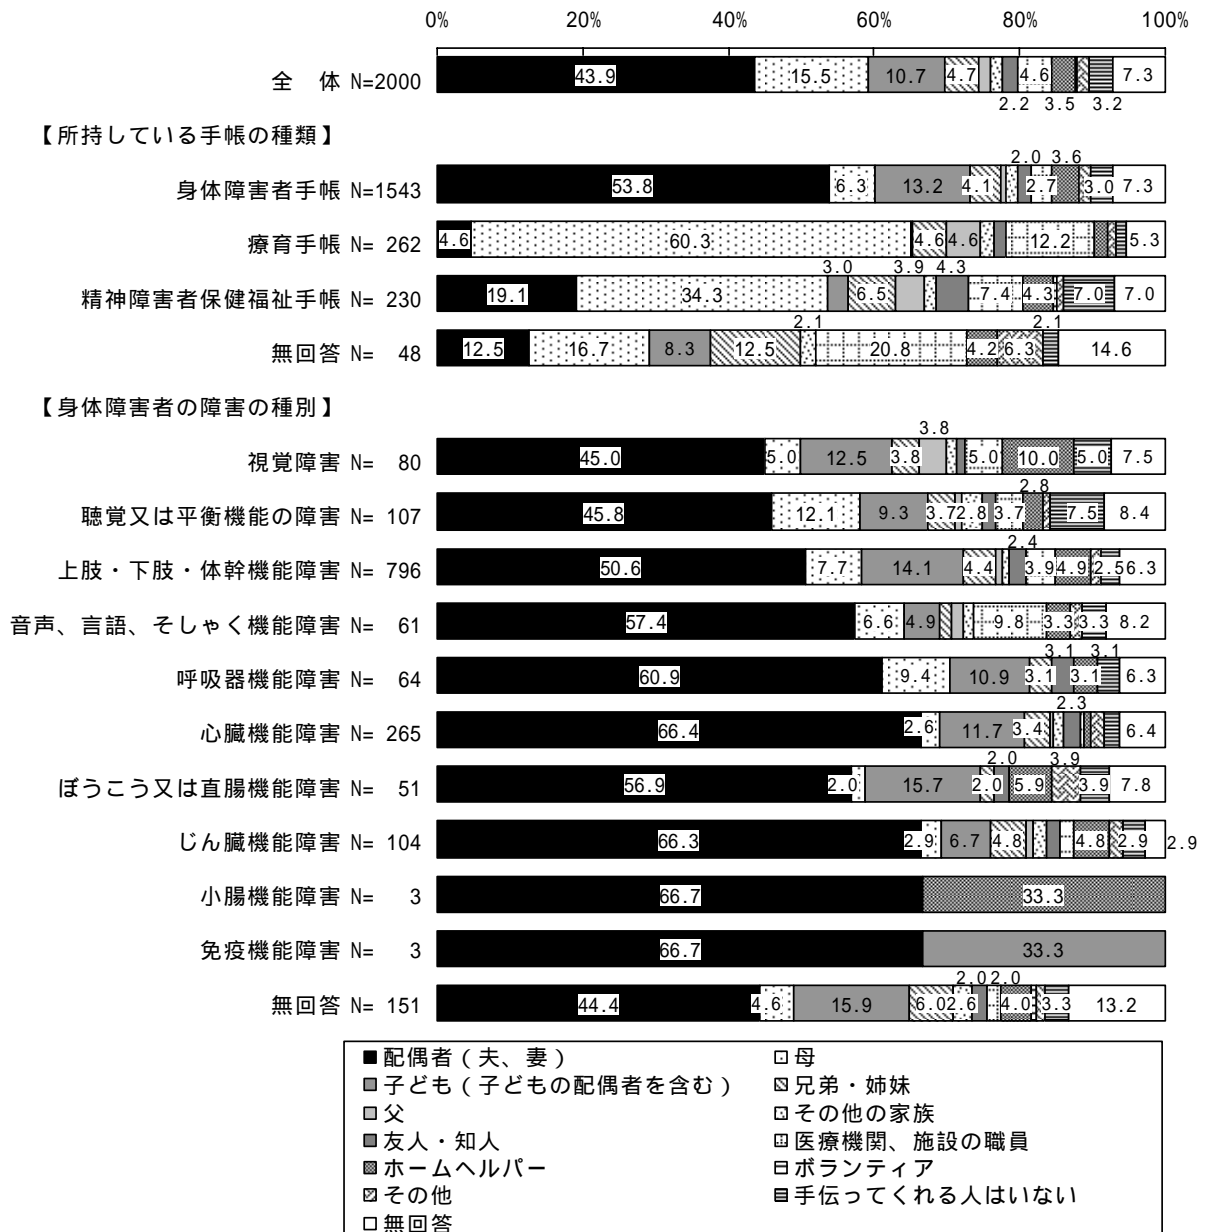 0% 20% 40% 60% 80% 100%
全 体 N=2000 43.9 15.5 10.7 4.7 4.6 7.3
2.2 3.5 3.2
【所持している手帳の種類】
2.0 3.6
身体障害者手帳 N=1543 53.8 6.3 13.2 4.1 2.7 3.0 7.3
療育手帳 N= 262 4.6 60.3 4.6 4.6 12.2 5.3
3.0 3.9 4.3
精神障害者保健福祉手帳 N= 230 19.1 34.3 6.5 7.4 4.3 7.0 7.0
2.1 2.1
無回答 N= 48 12.5 16.7 8.3 12.5 20.8 4.2 6.3 14.6
【身体障害者の障害の種別】
3.8
視覚障害 N= 80 45.0 5.0 12.5 3.8 5.0 10.0 5.0 7.5
2.8
聴覚又は平衡機能の障害 N= 107 45.8 12.1 9.3 3.7 2.8 3.7 7.5 8.4
2.4
上肢・下肢・体幹機能障害 N= 796 50.6 7.7 14.1 4.4 3.9 4.9 2.5 6.3
音声、言語、そしゃく機能障害 N= 61 57.4 6.6 4.9 9.8 3.3 3.3 8.2
3.1 3.1
呼吸器機能障害 N= 64 60.9 9.4 10.9 3.1 3.1 6.3
2.3
心臓機能障害 N= 265 66.4 2.6 11.7 3.4 6.4
2.0 3.9
ぼうこう又は直腸機能障害 N= 51 56.9 2.0 15.7 2.0 5.9 3.9 7.8
じん臓機能障害 N= 104 66.3 2.9 6.7 4.8 4.8 2.9 2.9
小腸機能障害 N= 3 66.7 33.3
免疫機能障害 N= 3 66.7 33.3
2.0 2.0
無回答 N= 151 44.4 4.6 15.9 6.0 2.6 4.0 3.3 13.2
配偶者（夫、妻） 母
子ども（子どもの配偶者を含む） 兄弟・姉妹
父 その他の家族
友人・知人 医療機関、施設の職員
ホームヘルパー ボランティア
その他 手伝ってくれる人はいない
無回答